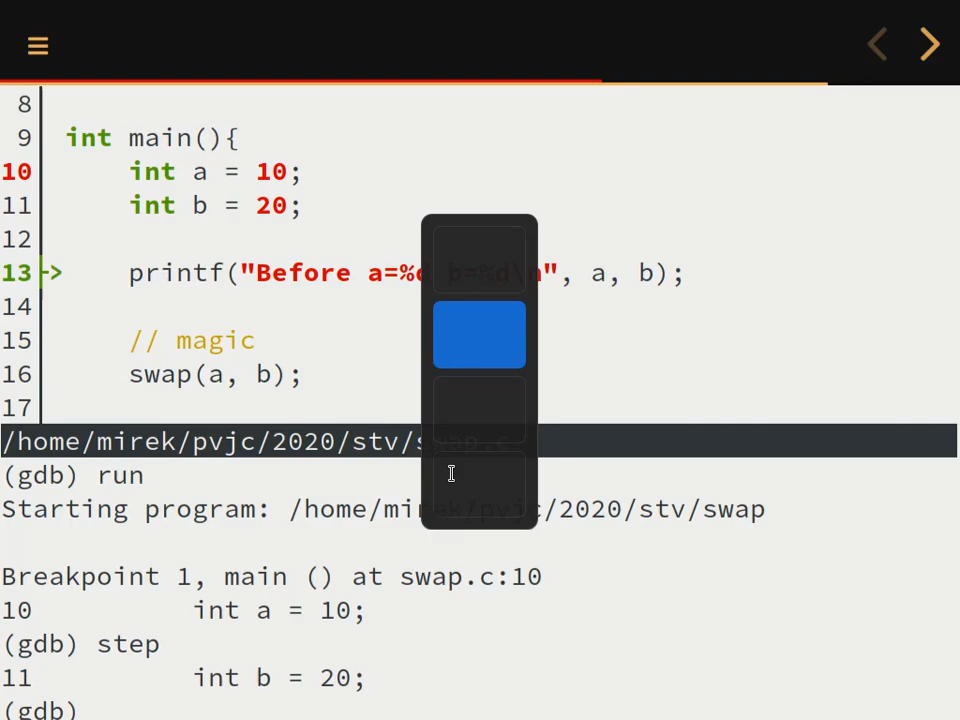 8
9 int main(){
10 int a = 10;
11 int b = 20;
12
13-> printf("Before a=%d b=%d\n", a, b);
14
15 // magic
16 swap(a, b);
17
/home/mirek/pvjc/2020/stv/swap.c
(gdb) run
Starting program: /home/mirek/pvjc/2020/stv/swap

Breakpoint 1, main () at swap.c:10
10 int a = 10;
(gdb) step
11 int b = 20;
(gdb)